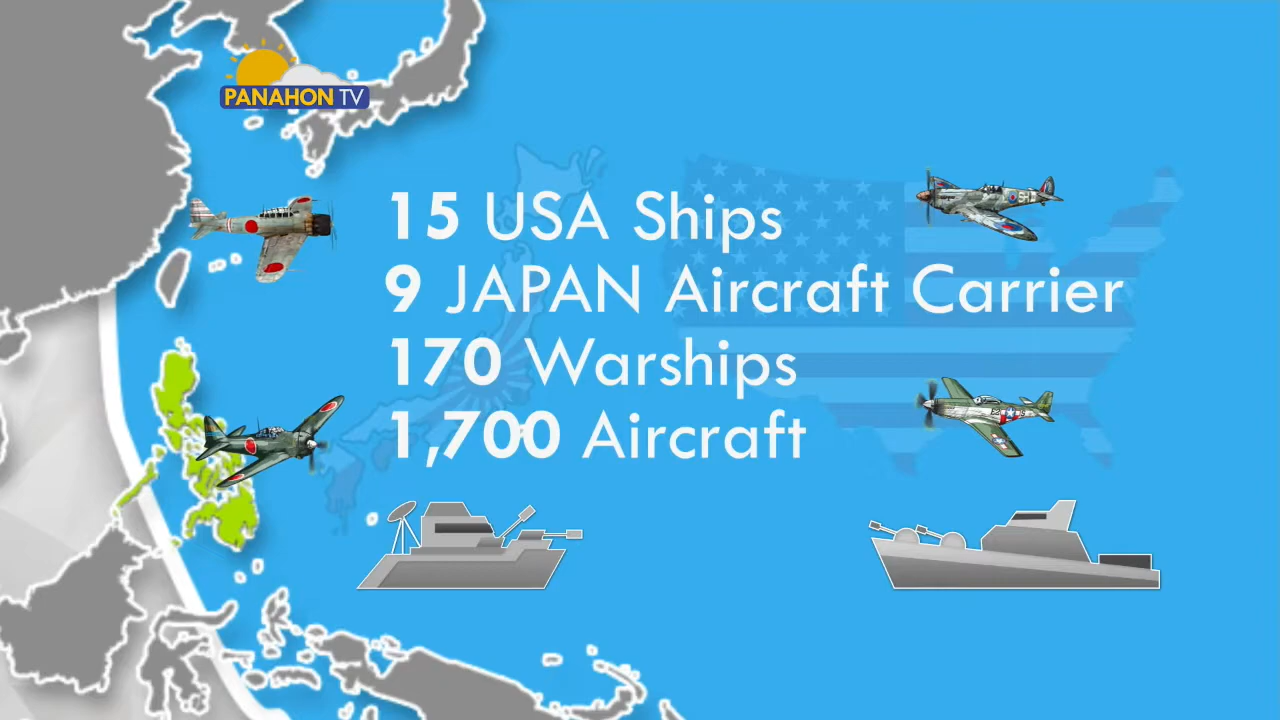 PANAHON TV
15 USA Ships
9 JAPAN Aircraft Carrier
170 Warships
1,700 Aircraft